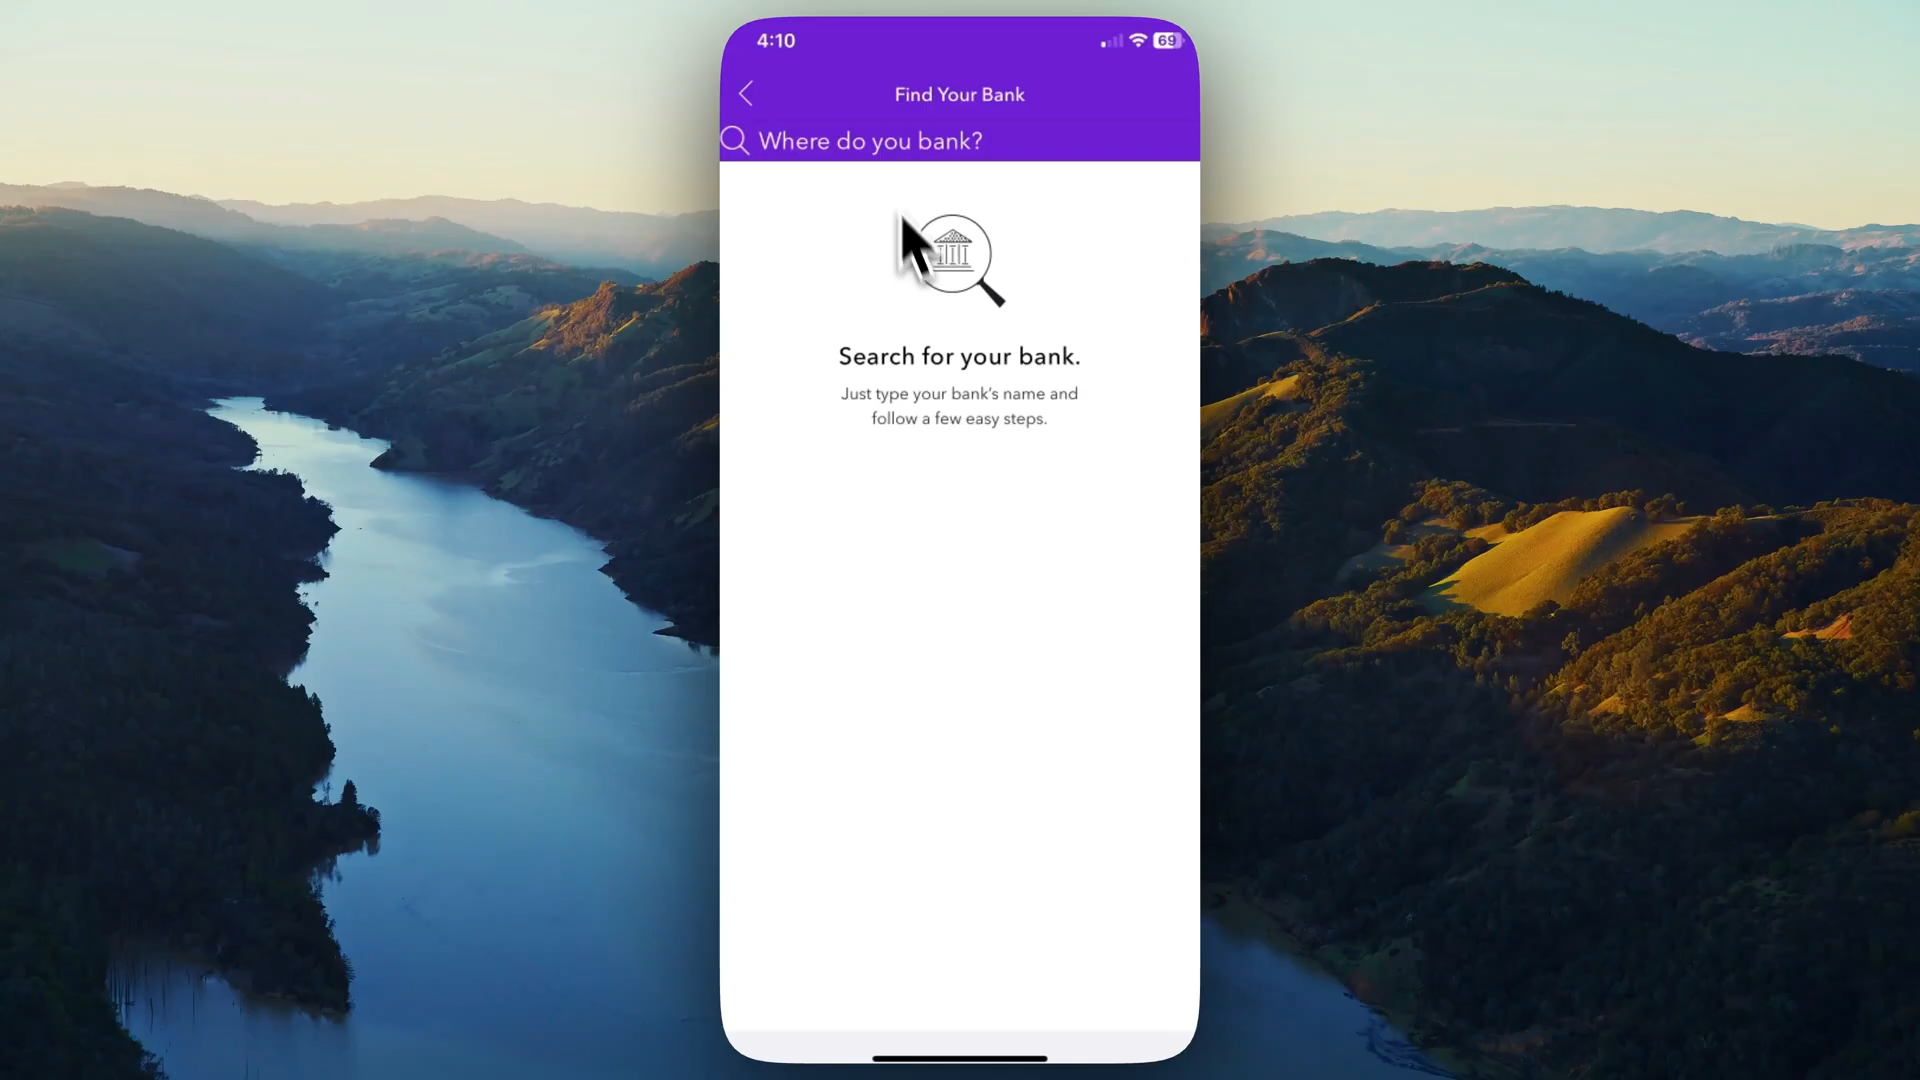 4:10
69
Find Your Bank
Where do you bank?
Search for your bank.
Just type your bank's name and
follow a few easy steps.